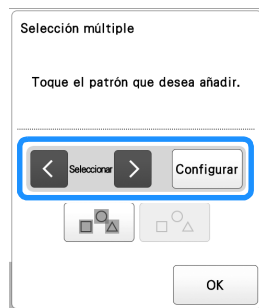 Selección múltiple
Toque el patrón que desea añadir.
Seleccionar
Configurar
OK